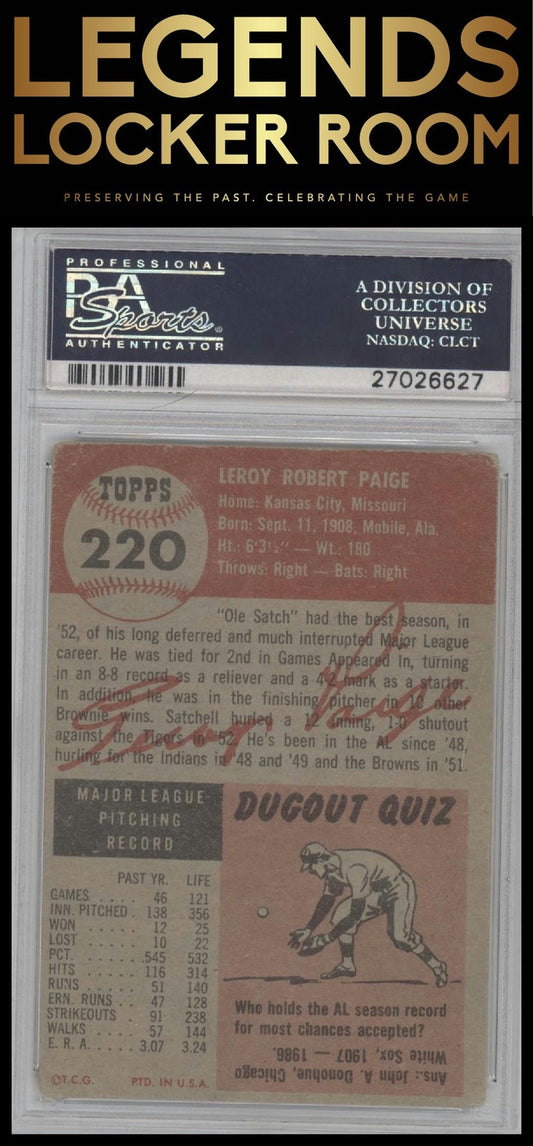 LEGENDS
LOCKER ROOM
PRESERVING THE PAST. CELEBRATING THE GAME
PROFESSIONAL
PSA
Sports®
AUTHENTICATOR
A DIVISION OF
COLLECTORS
UNIVERSE
NASDAQ: CLCT
27026627
TOPPS
220
LEROY ROBERT PAIGE
Home: Kansas City, Missouri
Born: Sept. 11, 1908, Mobile, Ala.
Ht.: 6'3½" — Wt.: 180
Throws: Right — Bats: Right
"Ole Satch" had the best season, in
'52, of his long deferred and much interrupted Major League
career. He was tied for 2nd in Games Appeared In, turning
in an 8-8 record as a reliever and a 4-2 mark as a starter.
In addition, he was in the finishing pitcher in 18 other
Brownie wins. Satchell hurled a 12 inning, 1-0 shutout
against the Tigers in '52. He's been in the AL since '48,
hurling for the Indians in '48 and '49 and the Browns in '51.
MAJOR LEAGUE
PITCHING
RECORD
PAST YR. LIFE
GAMES . . . . 46 121
INN. PITCHED . 138 356
WON . . . . . 12 25
LOST . . . . . 10 22
PCT. . . . . . .545 532
HITS . . . . . 116 314
RUNS . . . . . 51 140
ERN. RUNS . . 47 128
STRIKEOUTS . . 91 238
WALKS . . . . 57 144
E. R. A. . . . . 3.07 3.24
©T.C.G. PTD. IN U.S.A.
DUGOUT QUIZ
Who holds the AL season record
for most chances accepted?
Ans.: John A. Donohue, Chicago,
White Sox, 1907 — 1986.